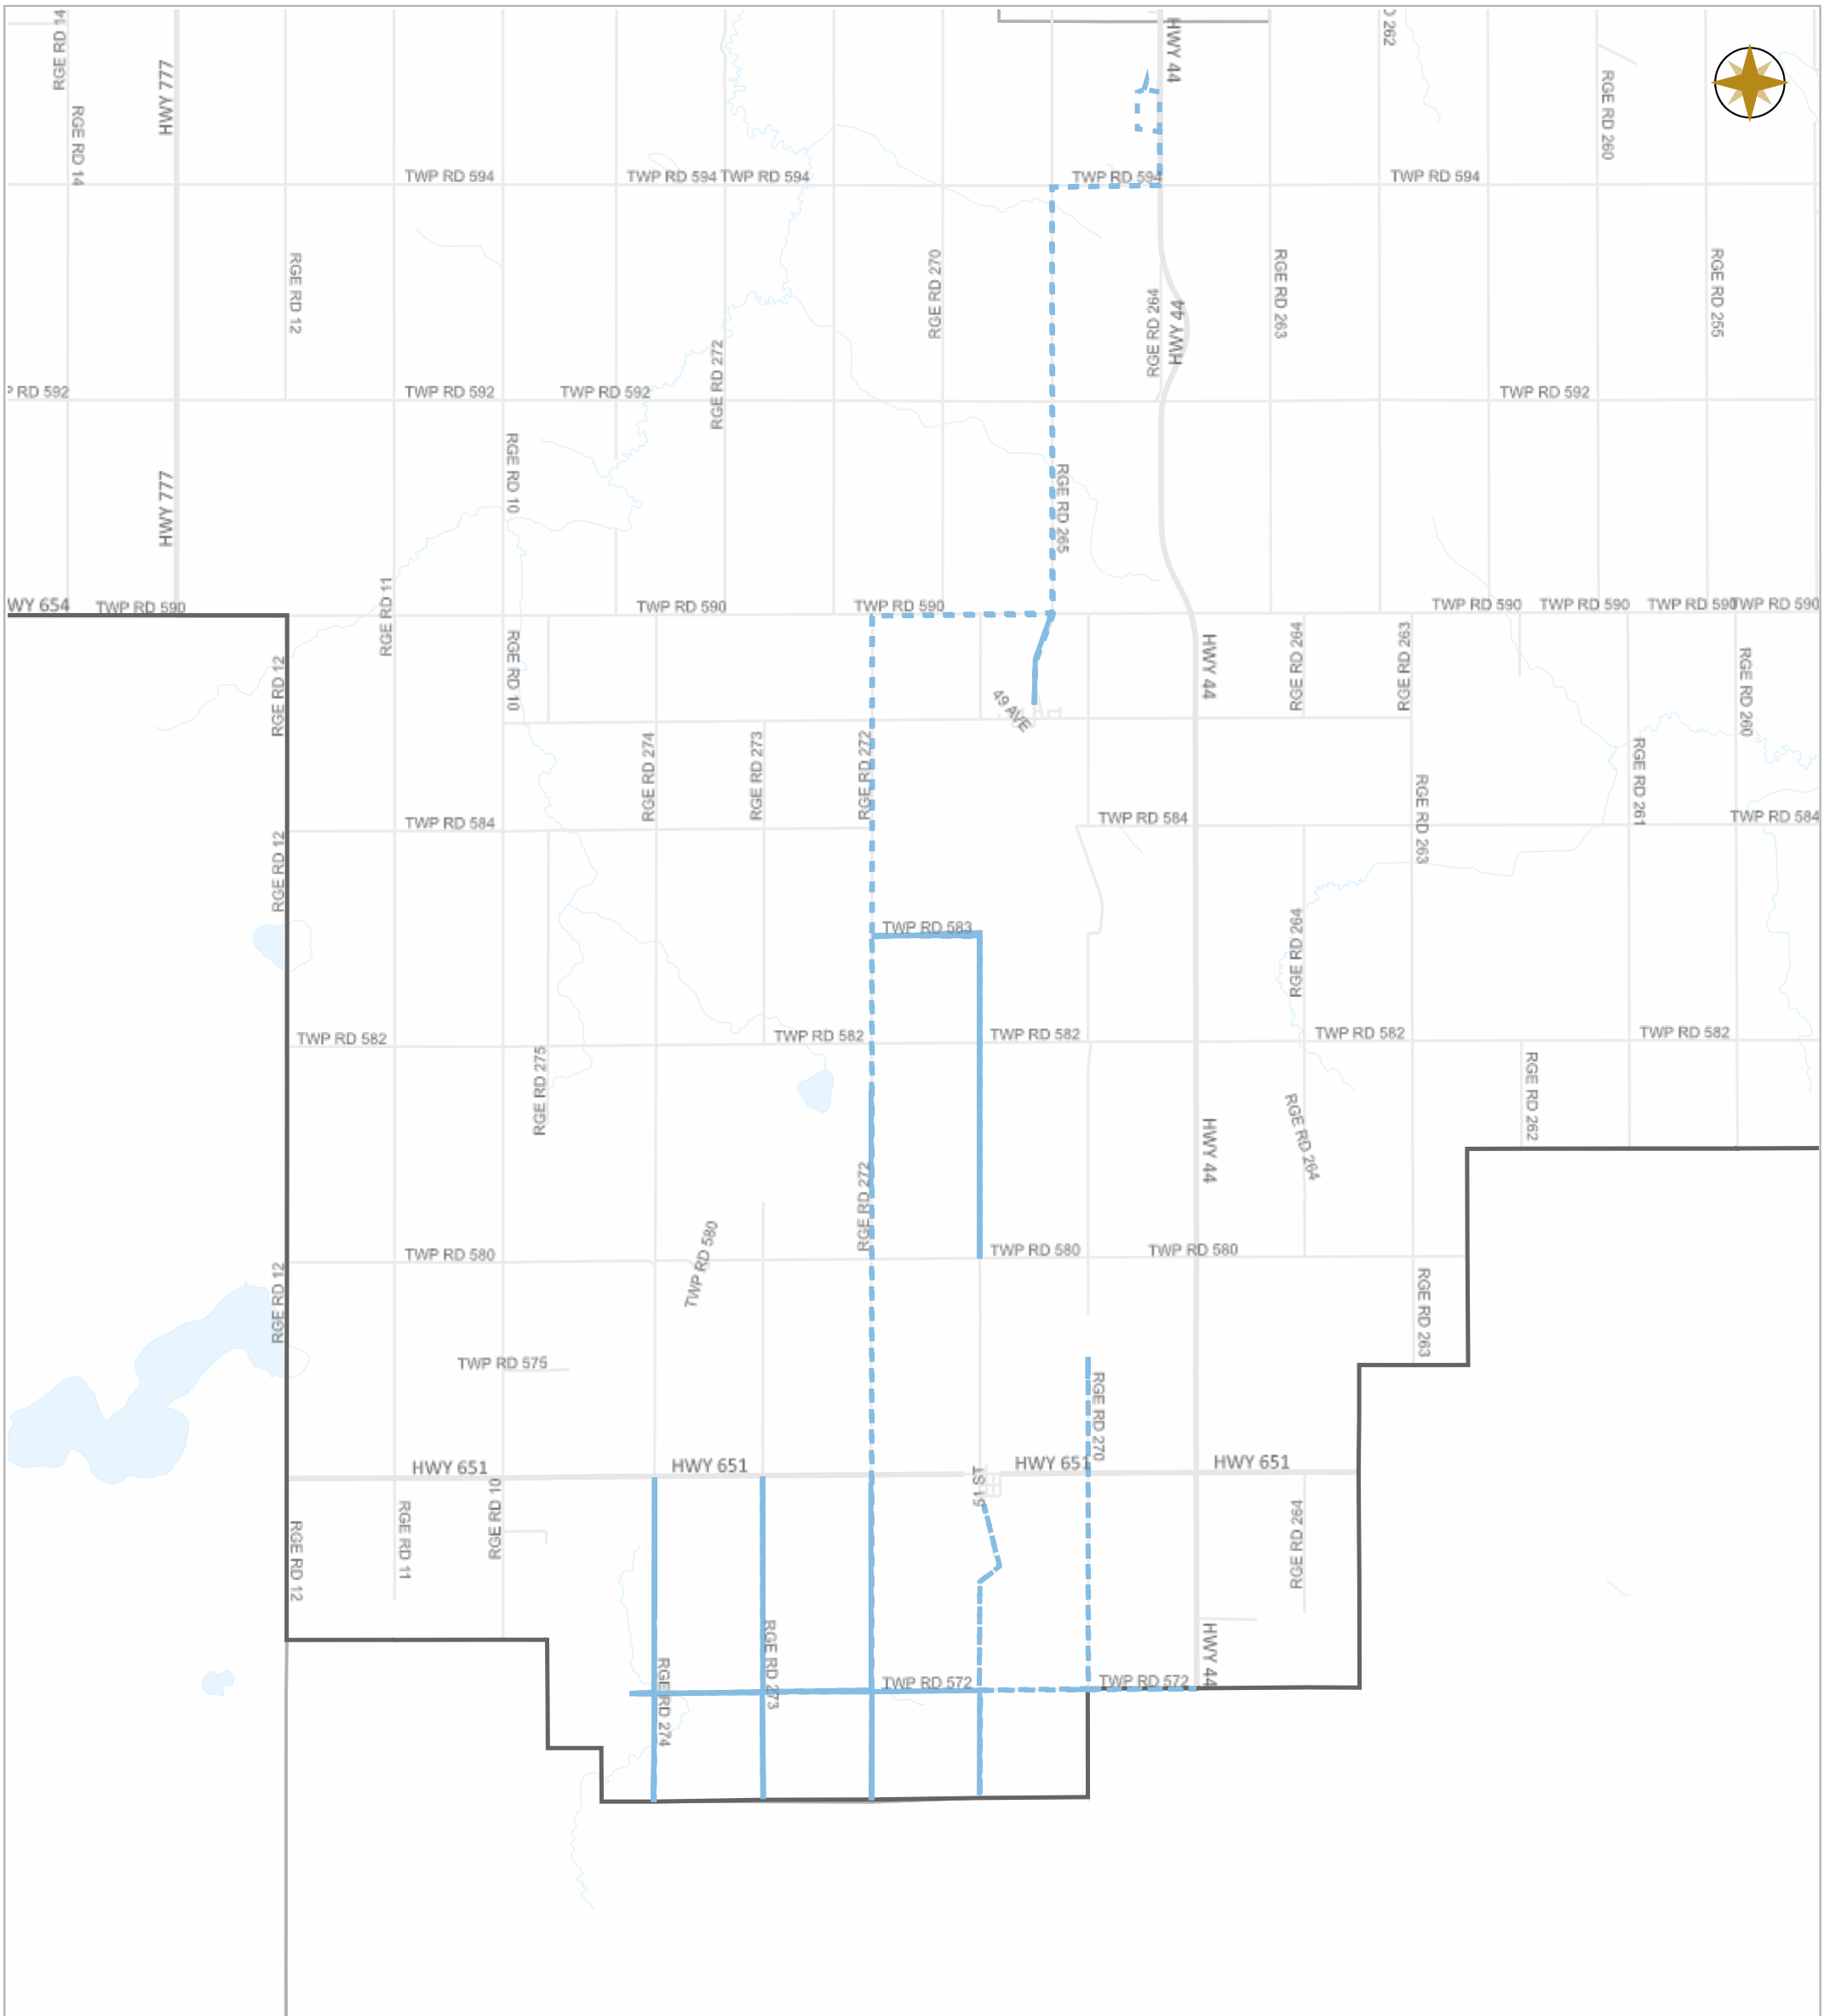 RGE RD 14
HWY 44
262
HWY 777
RGE RD 260
RGE RD 14
TWP RD 594
TWP RD 594
TWP RD 594
TWP RD 594
TWP RD 594
RGE RD 12
RGE RD 270
RGE RD 263
RGE RD 255
RGE RD 264
HWY 44
RGE RD 272
RD 592
TWP RD 592
TWP RD 592
TWP RD 592
RGE RD 10
HWY 777
RGE RD 265
RGE RD 11
WY 654
TWP RD 590
TWP RD 590
TWP RD 590
TWP RD 590
TWP RD 590
TWP RD 590
TWP RD 590
RGE RD 12
RGE RD 10
HWY 44
RGE RD 264
RGE RD 263
RGE RD 260
49 AVE
RGE RD 274
RGE RD 273
RGE RD 272
RGE RD 261
RGE RD 263
TWP RD 584
TWP RD 584
TWP RD 584
RGE RD 12
TWP RD 583
RGE RD 264
TWP RD 582
TWP RD 582
TWP RD 582
TWP RD 582
TWP RD 582
RGE RD 275
RGE RD 262
RGE RD 264
HWY 44
RGE RD 272
TWP RD 580
TWP RD 580
TWP RD 580
TWP RD 580
RGE RD 12
RGE RD 263
TWP RD 575
RGE RD 270
HWY 651
HWY 651
HWY 651
HWY 651
51 ST
RGE RD 10
RGE RD 11
RGE RD 12
RGE RD 264
RGE RD 273
HWY 44
RGE RD 274
TWP RD 572
TWP RD 572